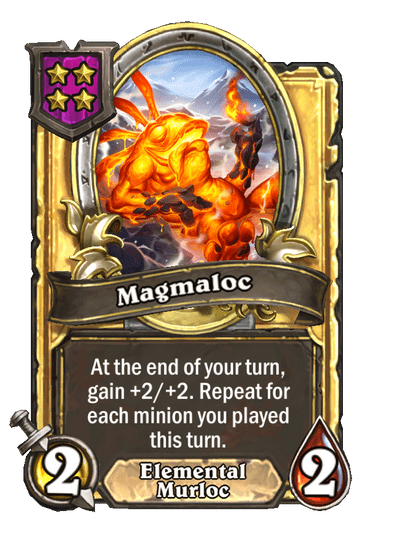 Magmaloc
At the end of your turn,
gain +2/+2. Repeat for
each minion you played
this turn.
2
Elemental
Murloc
2